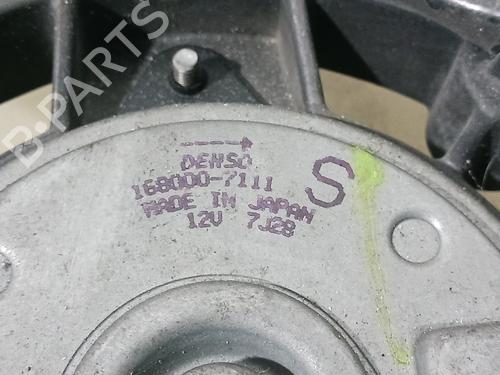 B-PARTS
DENSO
168000-7111
S
MADE IN JAPAN
12V 7J28